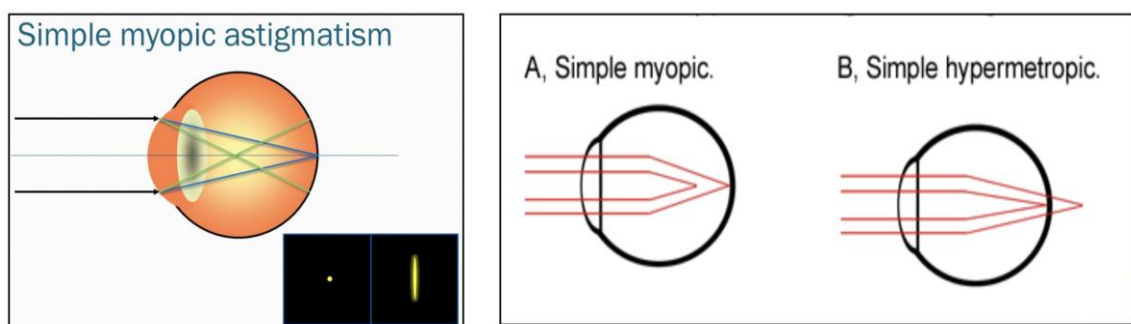 Simple myopic astigmatism
A, Simple myopic.
B, Simple hypermetropic.